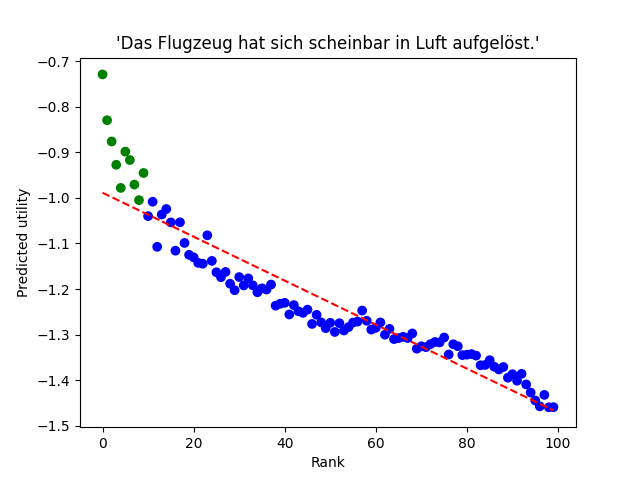 'Das Flugzeug hat sich scheinbar in Luft aufgelöst.'
Predicted utility
−0.7
−0.8
−0.9
−1.0
−1.1
−1.2
−1.3
−1.4
−1.5
0 20 40 60 80 100
Rank